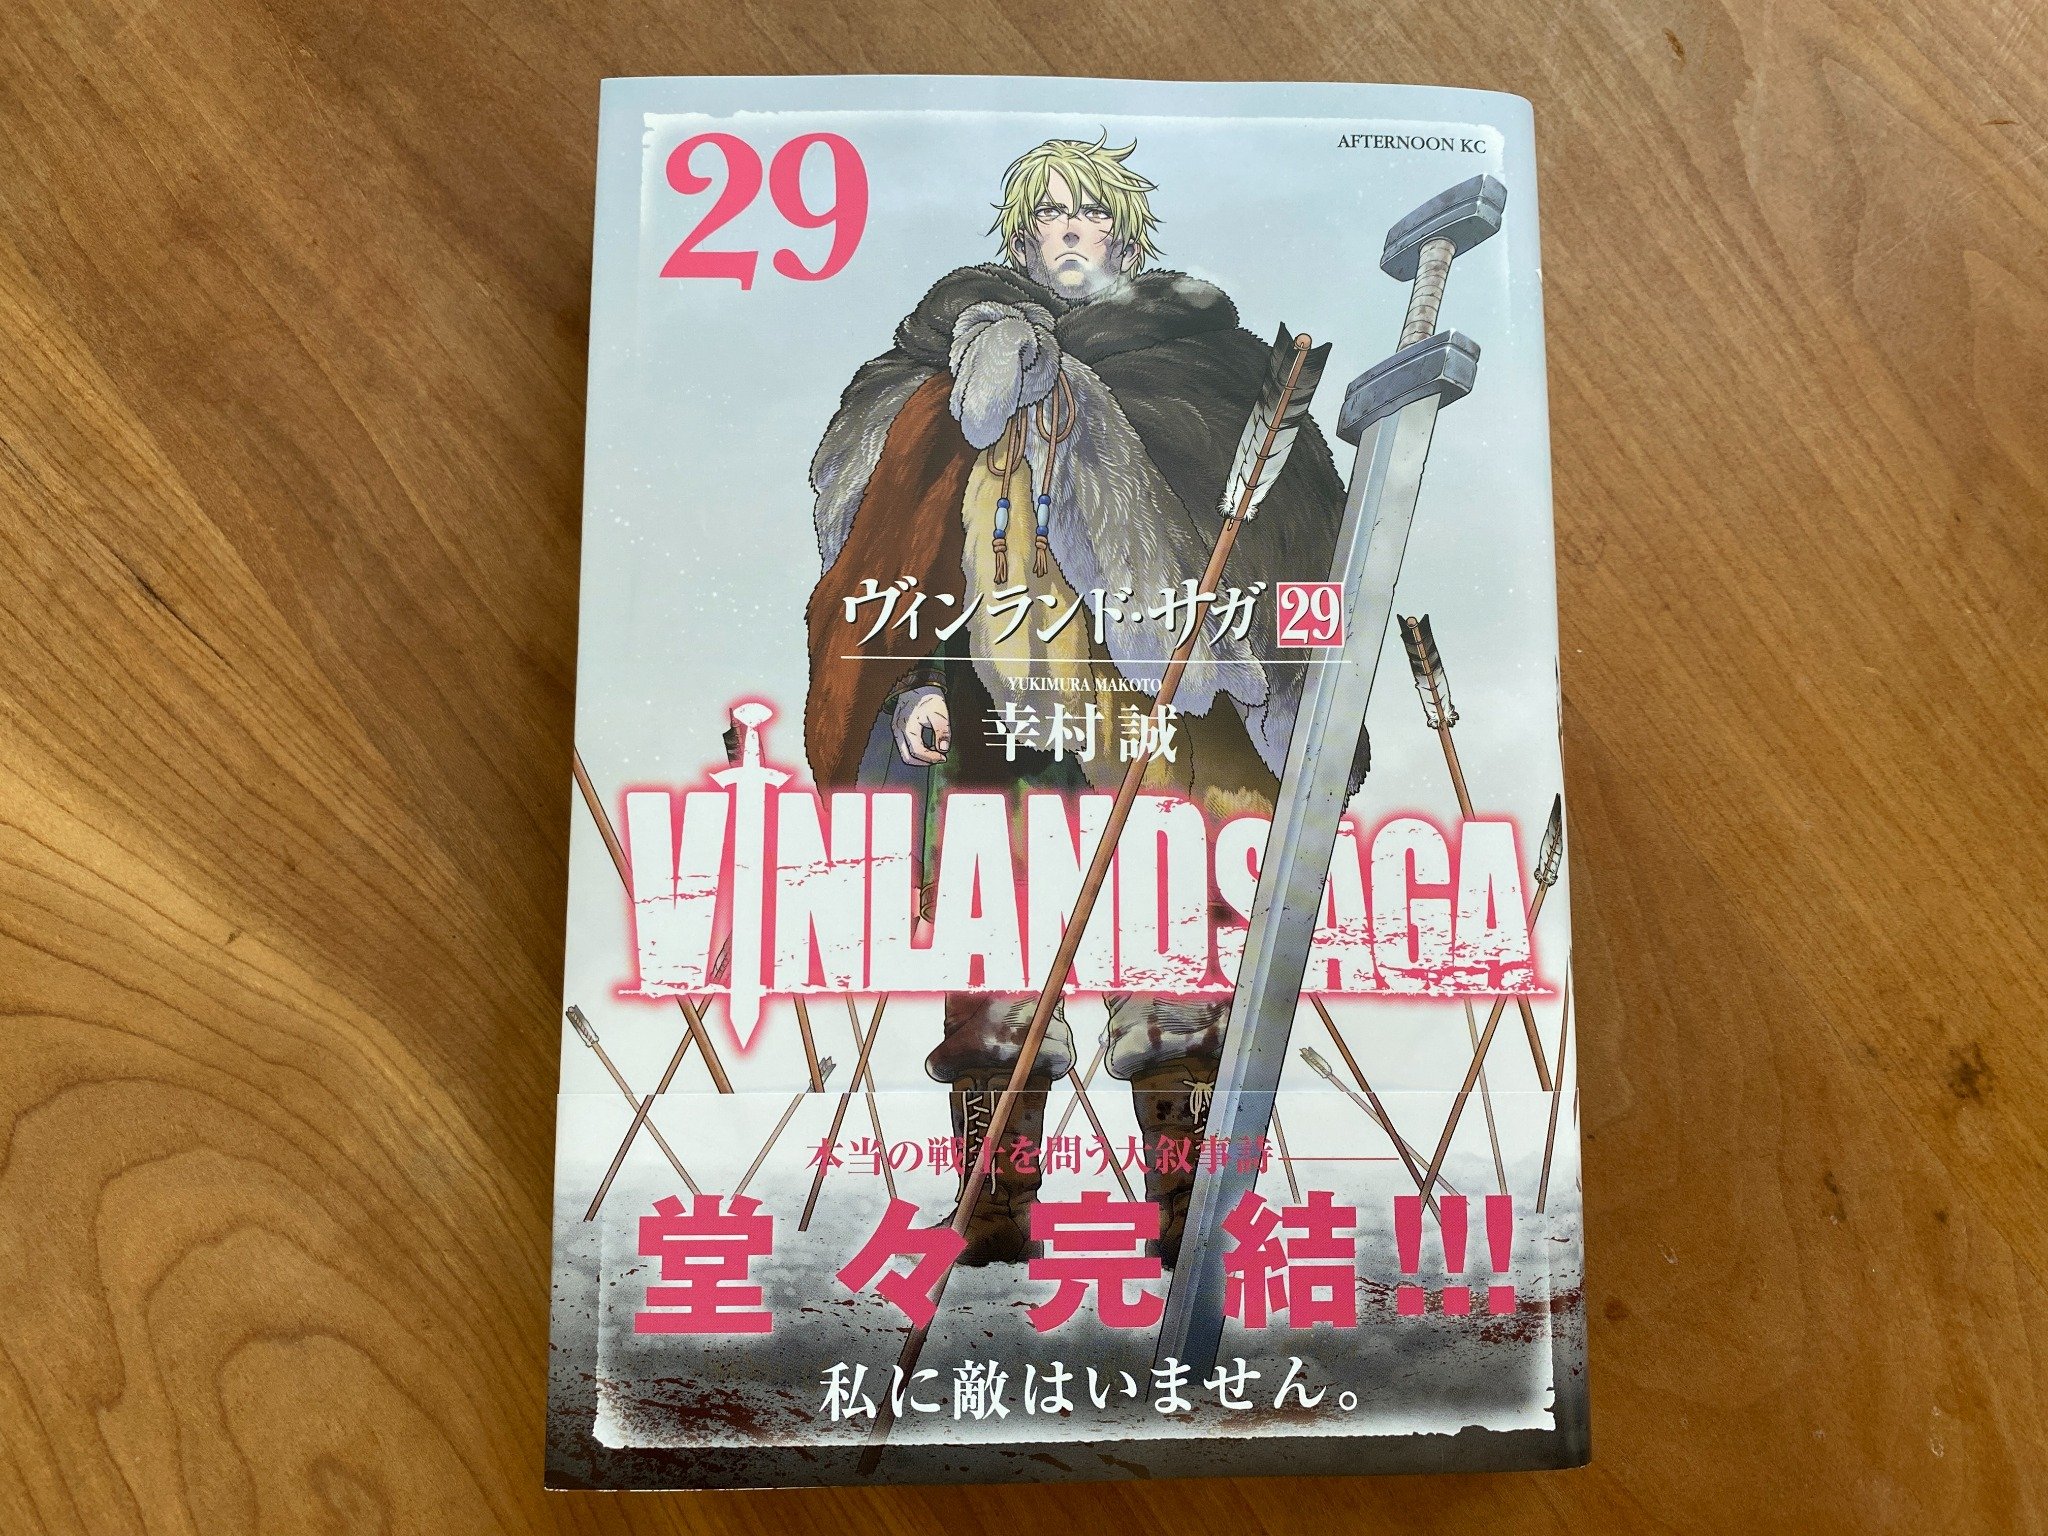 29
AFTERNOON KC
ヴィンランド・サガ 29
YUKIMURA MAKOTO
幸村誠
VINLAND SAGA
本当の戦士を問う大叙事詩――
堂々完結!!!
私に敵はいません。